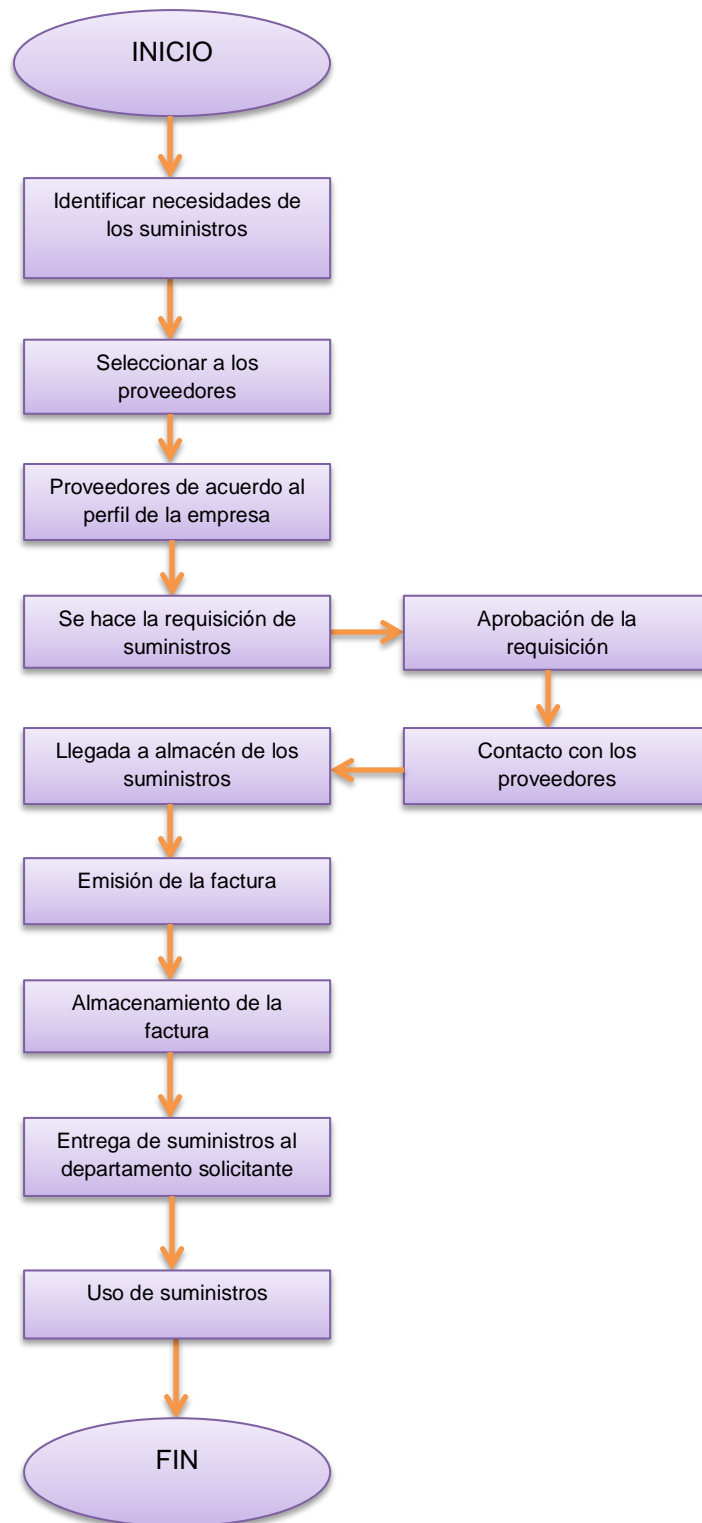 INICIO
Identificar necesidades de
los suministros
Seleccionar a los
proveedores
Proveedores de acuerdo al
perfil de la empresa
Se hace la requisición de
suministros
Aprobación de la
requisición
Contacto con los
proveedores
Llegada a almacén de los
suministros
Emisión de la factura
Almacenamiento de la
factura
Entrega de suministros al
departamento solicitante
Uso de suministros
FIN